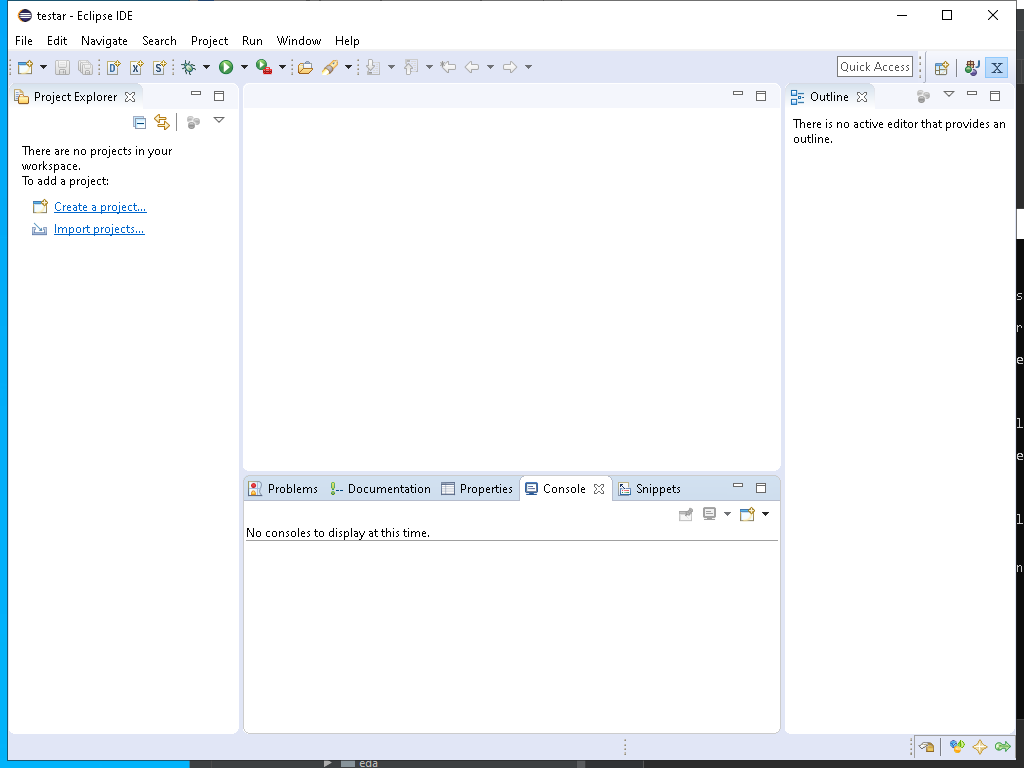 testar - Eclipse IDE
File Edit Navigate Search Project Run Window Help
Quick Access
Project Explorer
There are no projects in your
workspace.
To add a project:
Create a project...
Import projects...
Outline
There is no active editor that provides an
outline.
Problems Documentation Properties Console Snippets
No consoles to display at this time.
s
r
e
l
e
l
n
eda